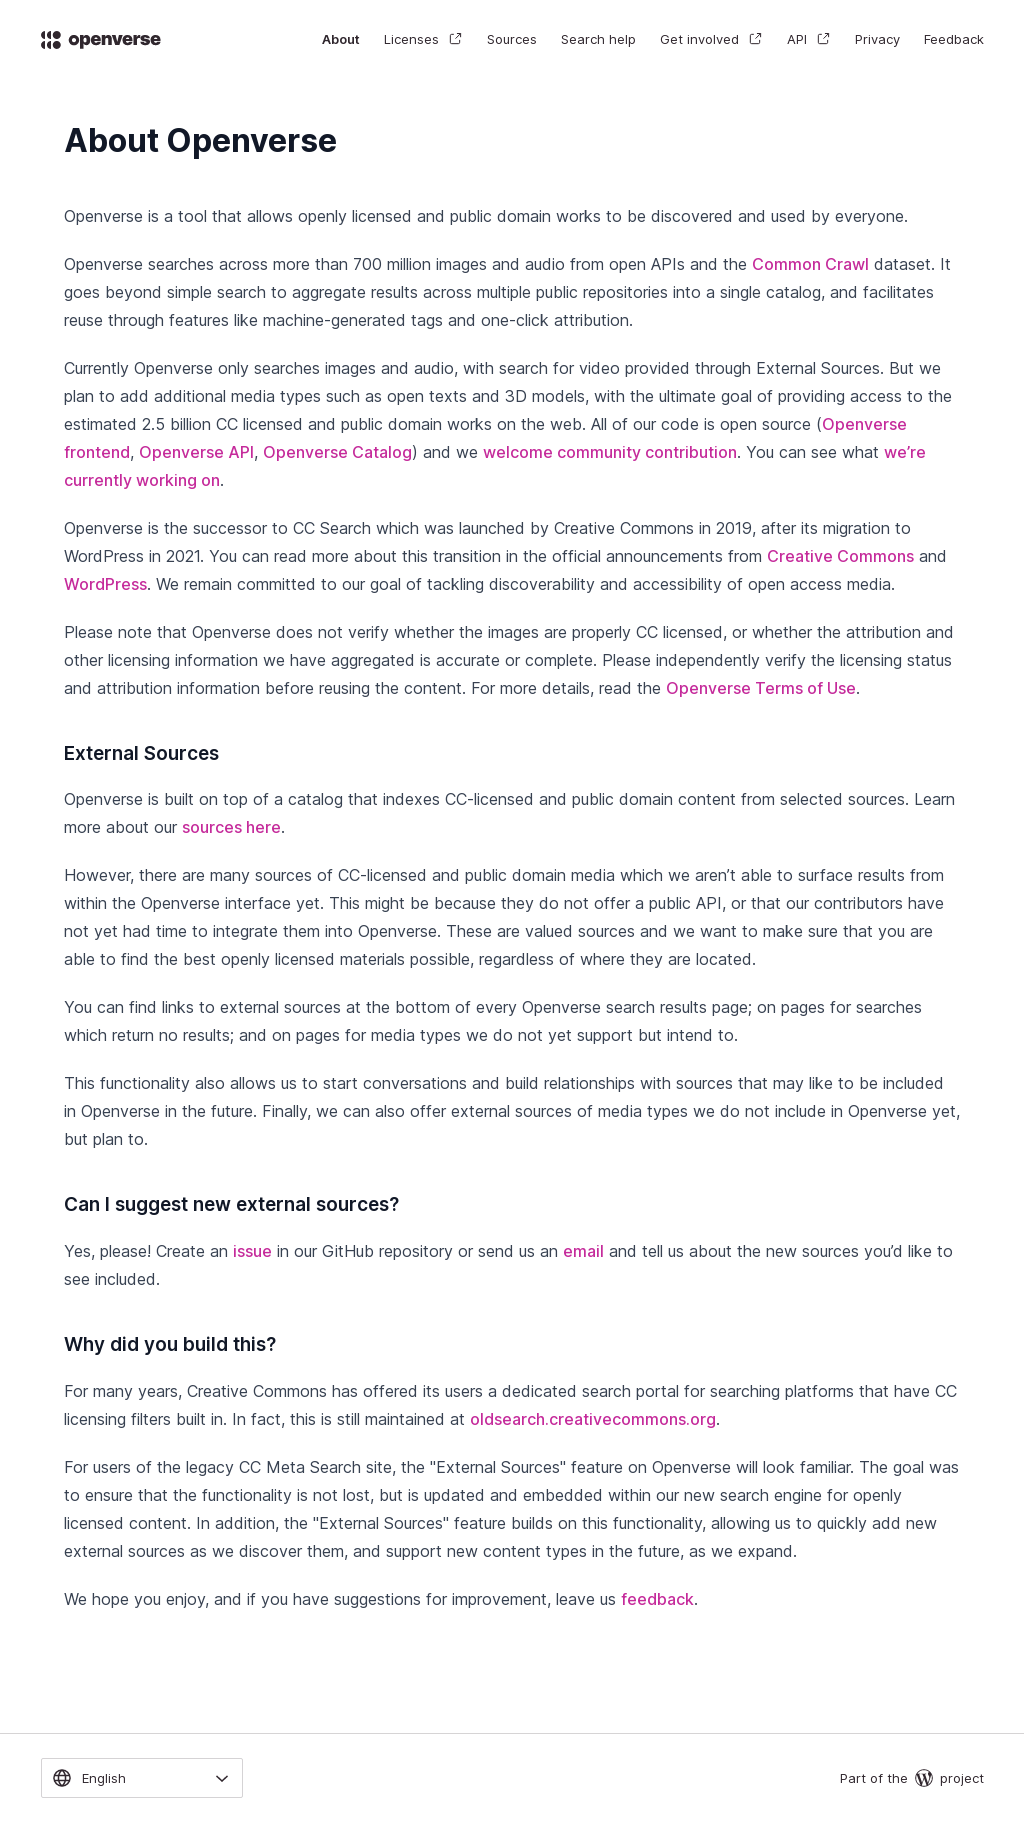 openverse
About Licenses Sources Search help Get involved API Privacy Feedback
About Openverse
Openverse is a tool that allows openly licensed and public domain works to be discovered and used by everyone.
Openverse searches across more than 700 million images and audio from open APIs and the Common Crawl dataset. It
goes beyond simple search to aggregate results across multiple public repositories into a single catalog, and facilitates
reuse through features like machine-generated tags and one-click attribution.
Currently Openverse only searches images and audio, with search for video provided through External Sources. But we
plan to add additional media types such as open texts and 3D models, with the ultimate goal of providing access to the
estimated 2.5 billion CC licensed and public domain works on the web. All of our code is open source (Openverse
frontend, Openverse API, Openverse Catalog) and we welcome community contribution. You can see what we’re
currently working on.
Openverse is the successor to CC Search which was launched by Creative Commons in 2019, after its migration to
WordPress in 2021. You can read more about this transition in the official announcements from Creative Commons and
WordPress. We remain committed to our goal of tackling discoverability and accessibility of open access media.
Please note that Openverse does not verify whether the images are properly CC licensed, or whether the attribution and
other licensing information we have aggregated is accurate or complete. Please independently verify the licensing status
and attribution information before reusing the content. For more details, read the Openverse Terms of Use.
External Sources
Openverse is built on top of a catalog that indexes CC-licensed and public domain content from selected sources. Learn
more about our sources here.
However, there are many sources of CC-licensed and public domain media which we aren’t able to surface results from
within the Openverse interface yet. This might be because they do not offer a public API, or that our contributors have
not yet had time to integrate them into Openverse. These are valued sources and we want to make sure that you are
able to find the best openly licensed materials possible, regardless of where they are located.
You can find links to external sources at the bottom of every Openverse search results page; on pages for searches
which return no results; and on pages for media types we do not yet support but intend to.
This functionality also allows us to start conversations and build relationships with sources that may like to be included
in Openverse in the future. Finally, we can also offer external sources of media types we do not include in Openverse yet,
but plan to.
Can I suggest new external sources?
Yes, please! Create an issue in our GitHub repository or send us an email and tell us about the new sources you’d like to
see included.
Why did you build this?
For many years, Creative Commons has offered its users a dedicated search portal for searching platforms that have CC
licensing filters built in. In fact, this is still maintained at oldsearch.creativecommons.org.
For users of the legacy CC Meta Search site, the "External Sources" feature on Openverse will look familiar. The goal was
to ensure that the functionality is not lost, but is updated and embedded within our new search engine for openly
licensed content. In addition, the "External Sources" feature builds on this functionality, allowing us to quickly add new
external sources as we discover them, and support new content types in the future, as we expand.
We hope you enjoy, and if you have suggestions for improvement, leave us feedback.
English
Part of the project